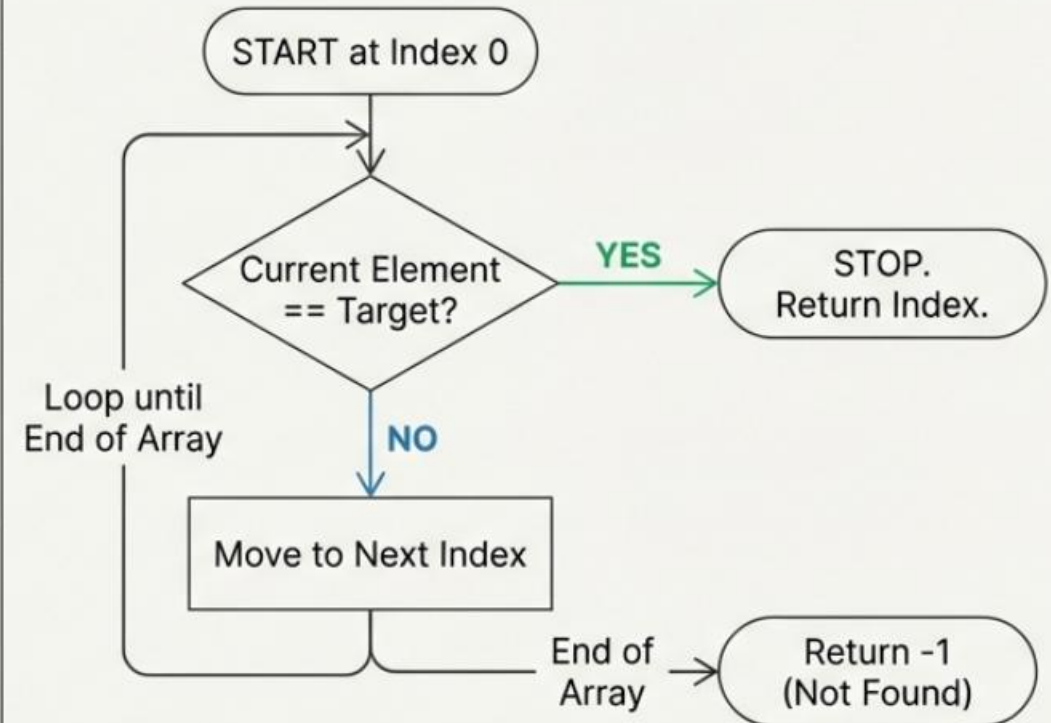 START at Index 0
Current Element
== Target?
YES
STOP.
Return Index.
Loop until
End of Array
NO
Move to Next Index
End of
Array
Return -1
(Not Found)